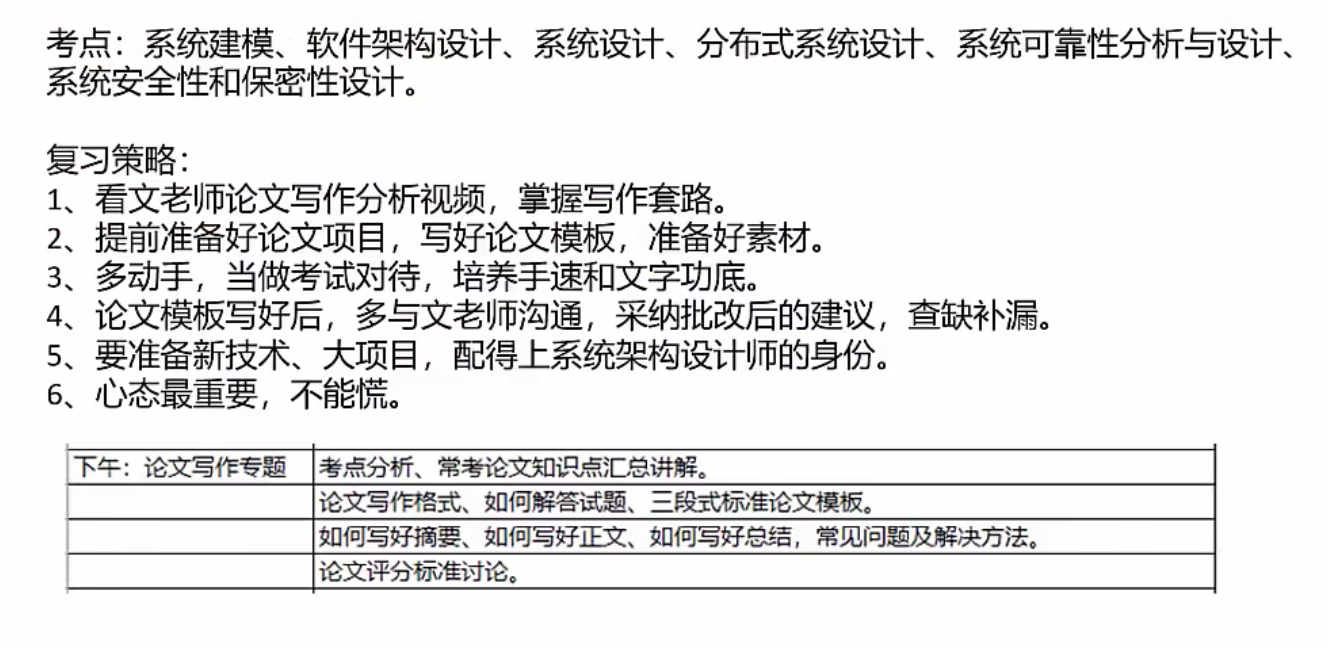 考点：系统建模、软件架构设计、系统设计、分布式系统设计、系统可靠性分析与设计、
系统安全性和保密性设计。
复习策略：
1、看文老师论文写作分析视频，掌握写作套路。
2、提前准备好论文项目，写好论文模板，准备好素材。
3、多动手，当做考试对待，培养手速和文字功底。
4、论文模板写好后，多与文老师沟通，采纳批改后的建议，查缺补漏。
5、要准备新技术、大项目，配得上系统架构设计师的身份。
6、心态最重要，不能慌。
下午：论文写作专题 考点分析、常考论文知识点汇总讲解。
论文写作格式、如何解答试题、三段式标准论文模板。
如何写好摘要、如何写好正文、如何写好总结，常见问题及解决方法。
论文评分标准讨论。